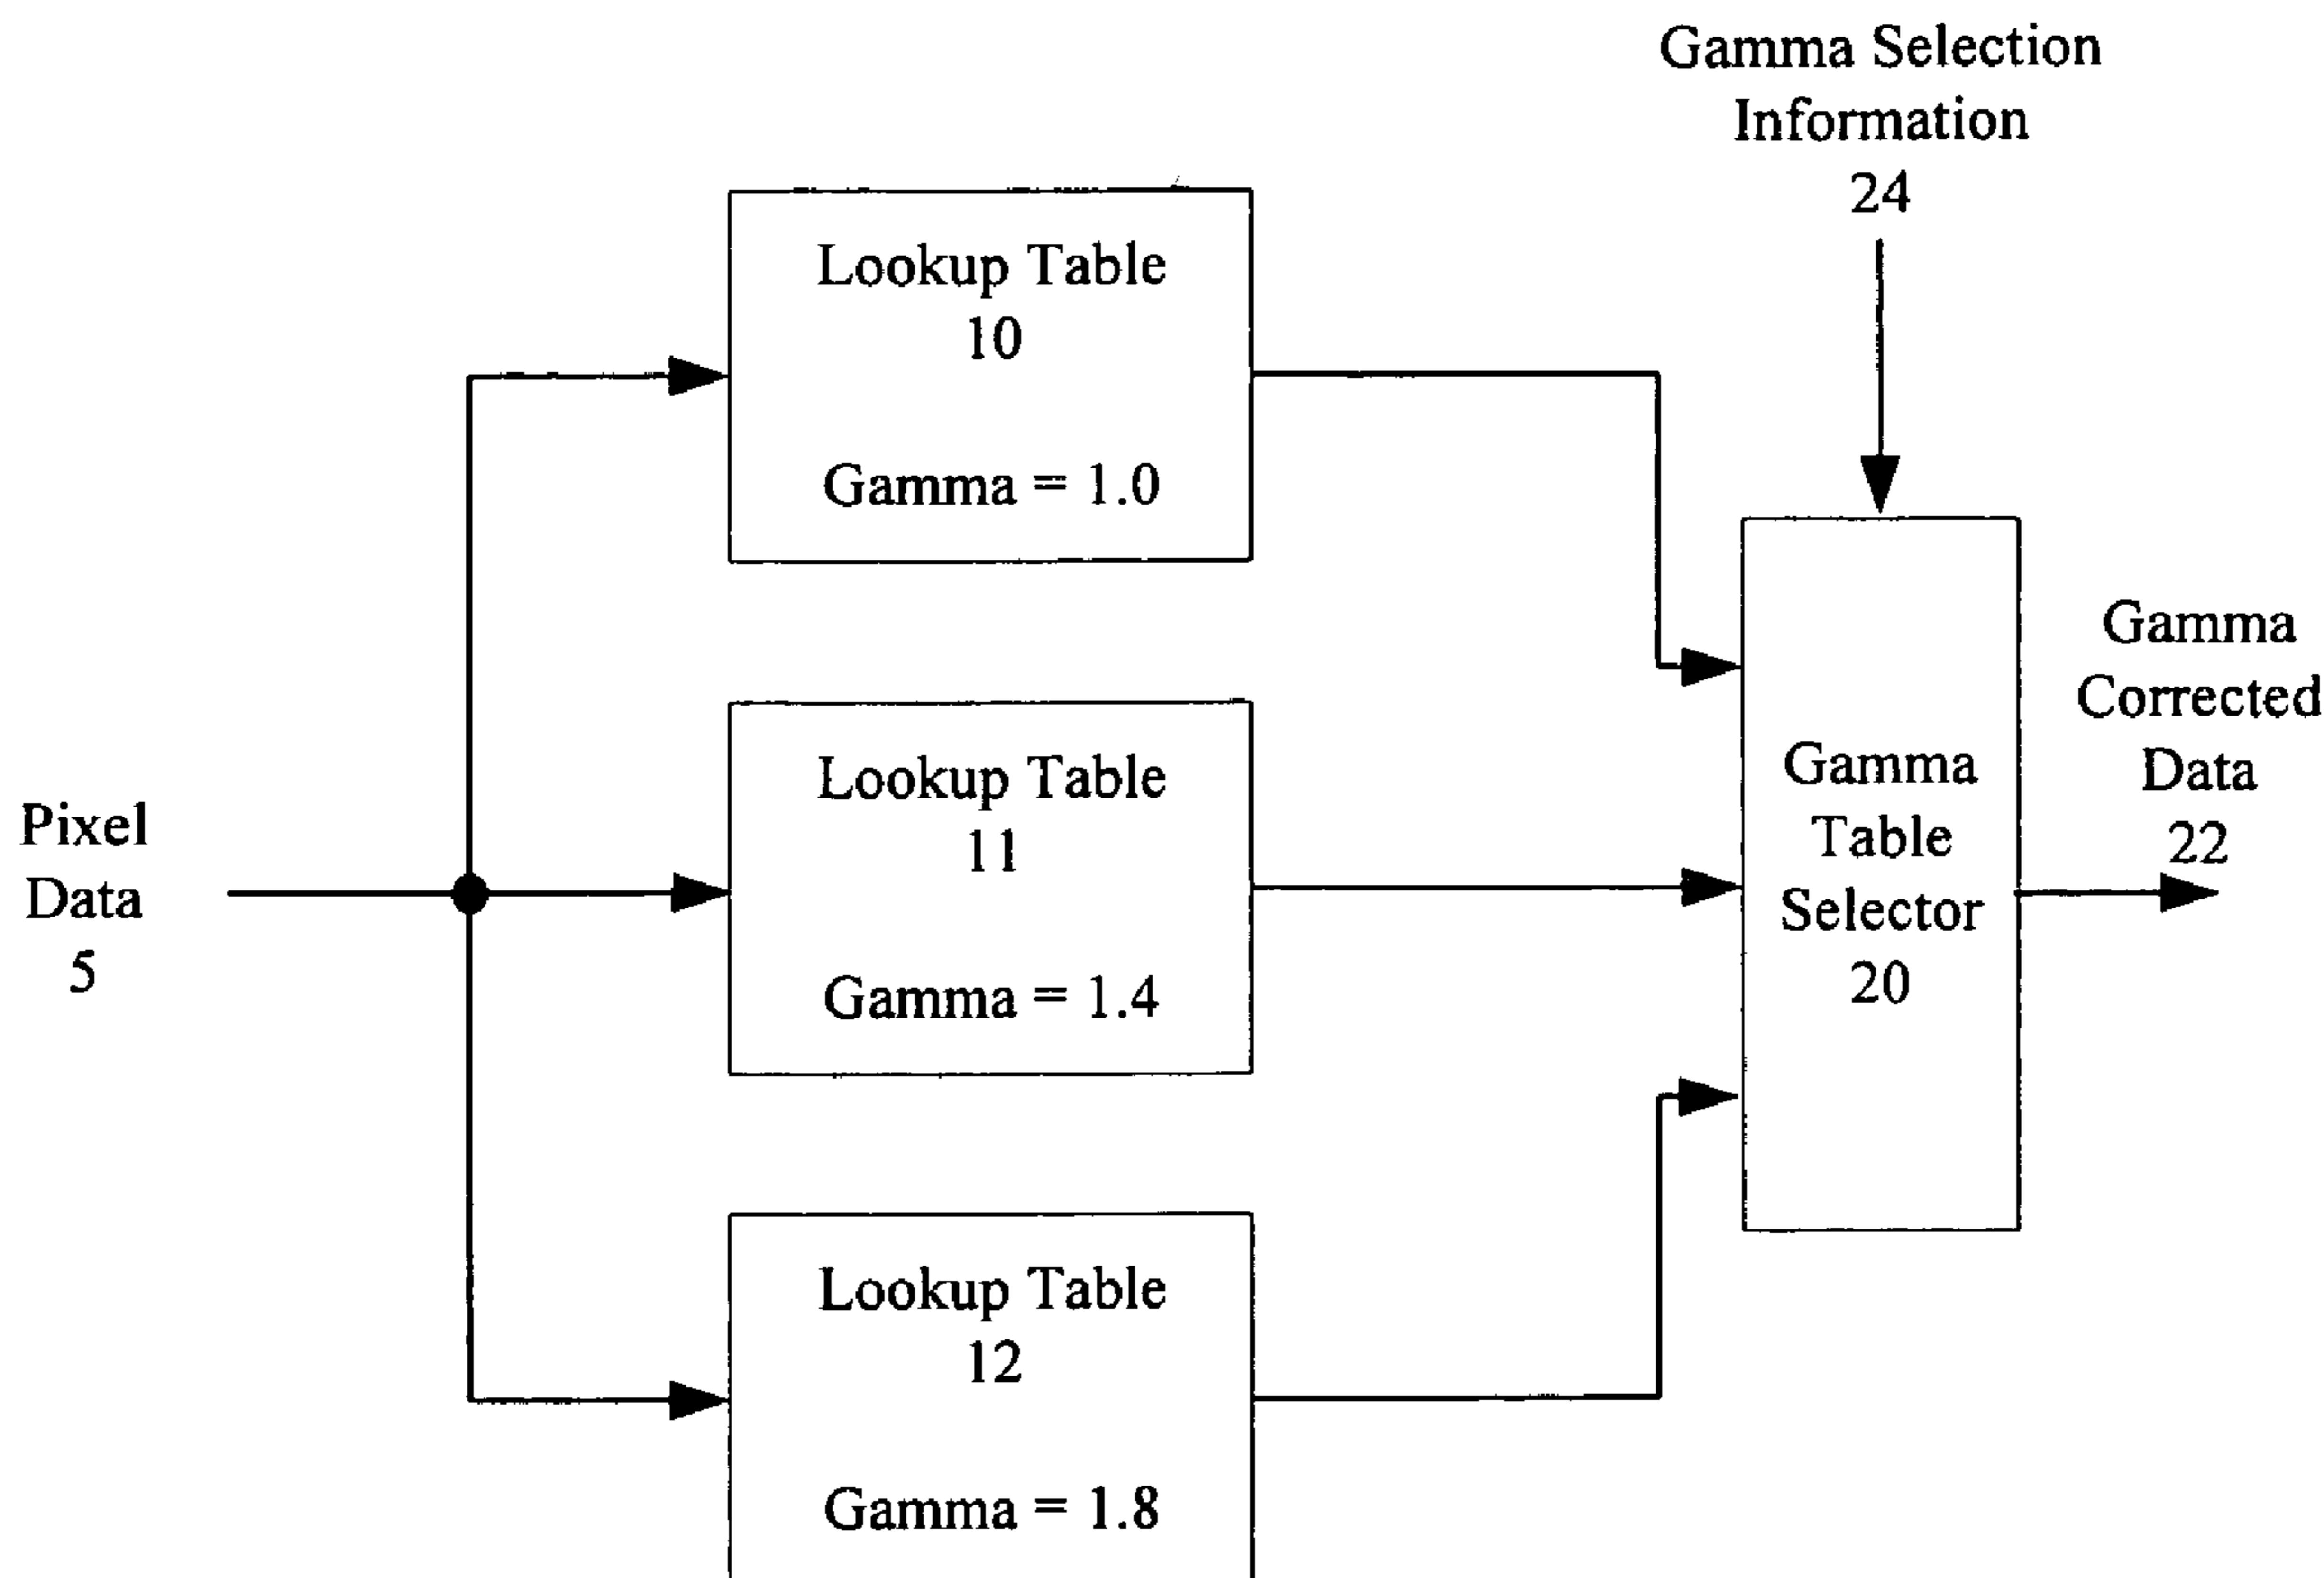 Gamma Selection
Information
24
Lookup Table
10
Gamma = 1.0
Lookup Table
11
Gamma = 1.4
Lookup Table
12
Gamma = 1.8
Pixel
Data
5
Gamma
Table
Selector
20
Gamma
Corrected
Data
22